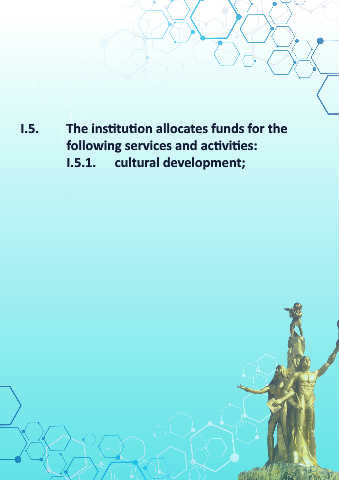 I.5. The institution allocates funds for the
following services and activities:
I.5.1. cultural development;